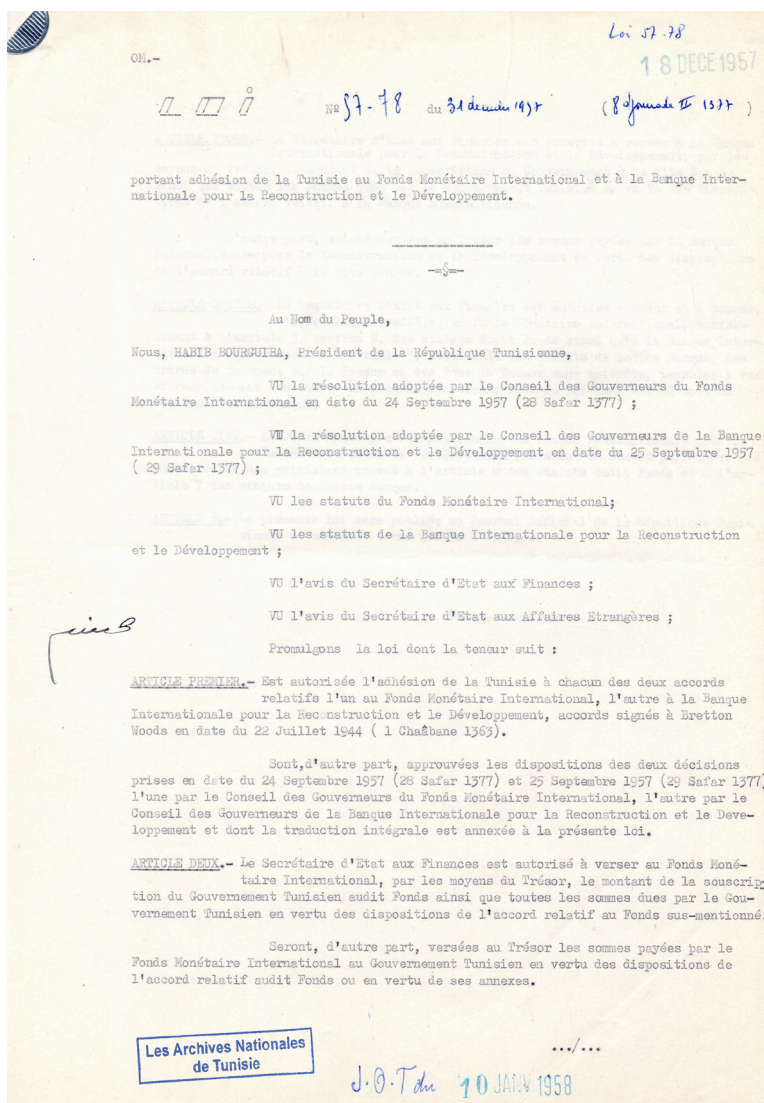 Loi 57.78
OM.-
18 DECE 1957
L O I
Nº 57-78 du 31 décembre 1957 ( 8 djoumada II 1377 )
portant adhésion de la Tunisie au Fonds Monétaire International et à la Banque Inter-
nationale pour la Reconstruction et le Développement.
-=§=-
Au Nom du Peuple,
Nous, HABIB BOURGUIBA, Président de la République Tunisienne,
VU la résolution adoptée par le Conseil des Gouverneurs du Fonds
Monétaire International en date du 24 Septembre 1957 (28 Safar 1377) ;
VU la résolution adoptée par le Conseil des Gouverneurs de la Banque
Internationale pour la Reconstruction et le Développement en date du 25 Septembre 1957
( 29 Safar 1377) ;
VU les statuts du Fonds Monétaire International;
VU les statuts de la Banque Internationale pour la Reconstruction
et le Développement ;
VU l'avis du Secrétaire d'Etat aux Finances ;
VU l'avis du Secrétaire d'Etat aux Affaires Etrangères ;
Promulgons la loi dont la teneur suit :
ARTICLE PREMIER.- Est autorisée l'adhésion de la Tunisie à chacun des deux accords
relatifs l'un au Fonds Monétaire International, l'autre à la Banque
Internationale pour la Reconstruction et le Développement, accords signés à Bretton
Woods en date du 22 Juillet 1944 ( 1 Chaâbane 1363).
Sont,d'autre part, approuvées les dispositions des deux décisions
prises en date du 24 Septembre 1957 (28 Safar 1377) et 25 Septembre 1957 (29 Safar 1377)
l'une par le Conseil des Gouverneurs du Fonds Monétaire International, l'autre par le
Conseil des Gouverneurs de la Banque Internationale pour la Reconstruction et le Deve-
loppement et dont la traduction intégrale est annexée à la présente loi.
ARTICLE DEUX.- Le Secrétaire d'Etat aux Finances est autorisé à verser au Fonds Moné-
taire International, par les moyens du Trésor, le montant de la souscrip-
tion du Gouvernement Tunisien audit Fonds ainsi que toutes les sommes dues par le Gou-
vernement Tunisien en vertu des dispositions de l'accord relatif au Fonds sus-mentionné.
Seront, d'autre part, versées au Trésor les sommes payées par le
Fonds Monétaire International au Gouvernement Tunisien en vertu des dispositions de
l'accord relatif audit Fonds ou en vertu de ses annexes.
.../...
Les Archives Nationales
de Tunisie
J.O.T du 10 JANV 1958